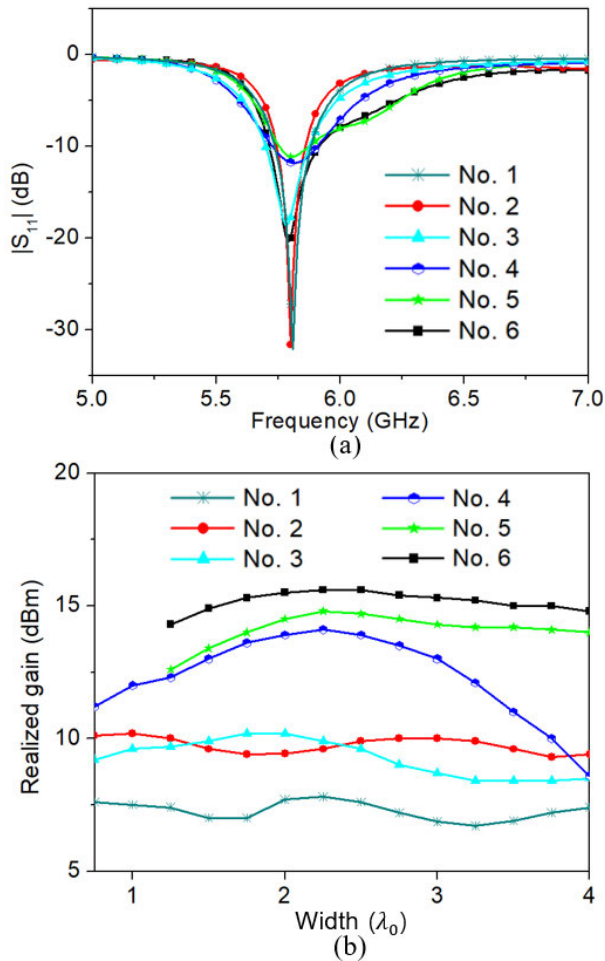 0
-10
-20
-30
|S11| (dB)
No. 1
No. 2
No. 3
No. 4
No. 5
No. 6
5.0 5.5 6.0 6.5 7.0
Frequency (GHz)
(a)
20
15
10
5
Realized gain (dBm)
No. 1 No. 4
No. 2 No. 5
No. 3 No. 6
1 2 3 4
Width (λ0)
(b)